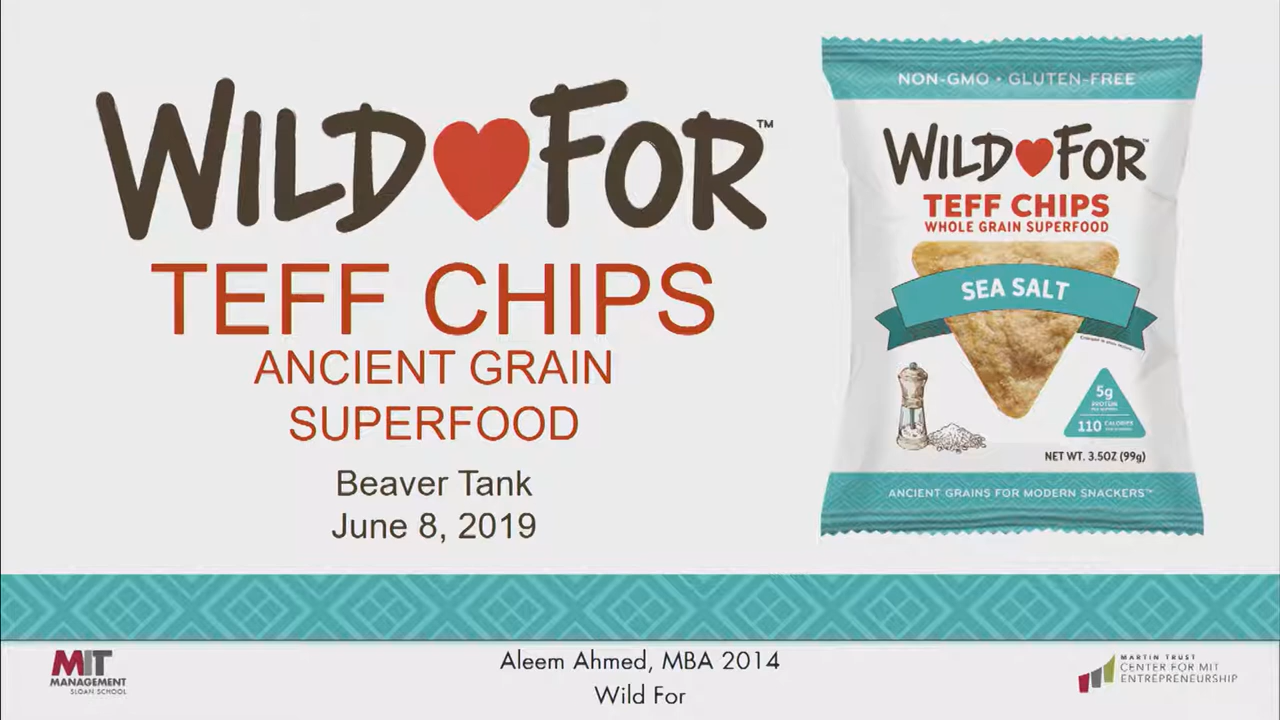 WILD FOR™
TEFF CHIPS
ANCIENT GRAIN
SUPERFOOD
Beaver Tank
June 8, 2019
NON-GMO • GLUTEN-FREE
WILD FOR
TEFF CHIPS
WHOLE GRAIN SUPERFOOD
SEA SALT
5g
PROTEIN
110 CALORIES
NET WT. 3.5OZ (99g)
ANCIENT GRAINS FOR MODERN SNACKERS™
MIT
MANAGEMENT
SLOAN SCHOOL
Aleem Ahmed, MBA 2014
Wild For
MARTIN TRUST
CENTER FOR MIT
ENTREPRENEURSHIP